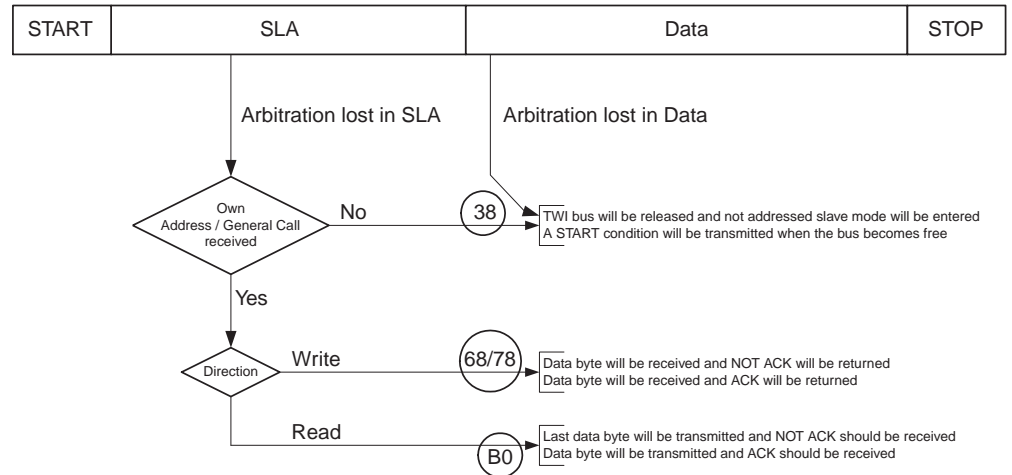 START SLA Data STOP
Arbitration lost in SLA Arbitration lost in Data
Own
Address / General Call
received
No
38
TWI bus will be released and not addressed slave mode will be entered
A START condition will be transmitted when the bus becomes free
Yes
Direction
Write
68/78
Data byte will be received and NOT ACK will be returned
Data byte will be received and ACK will be returned
Read
B0
Last data byte will be transmitted and NOT ACK should be received
Data byte will be transmitted and ACK should be received